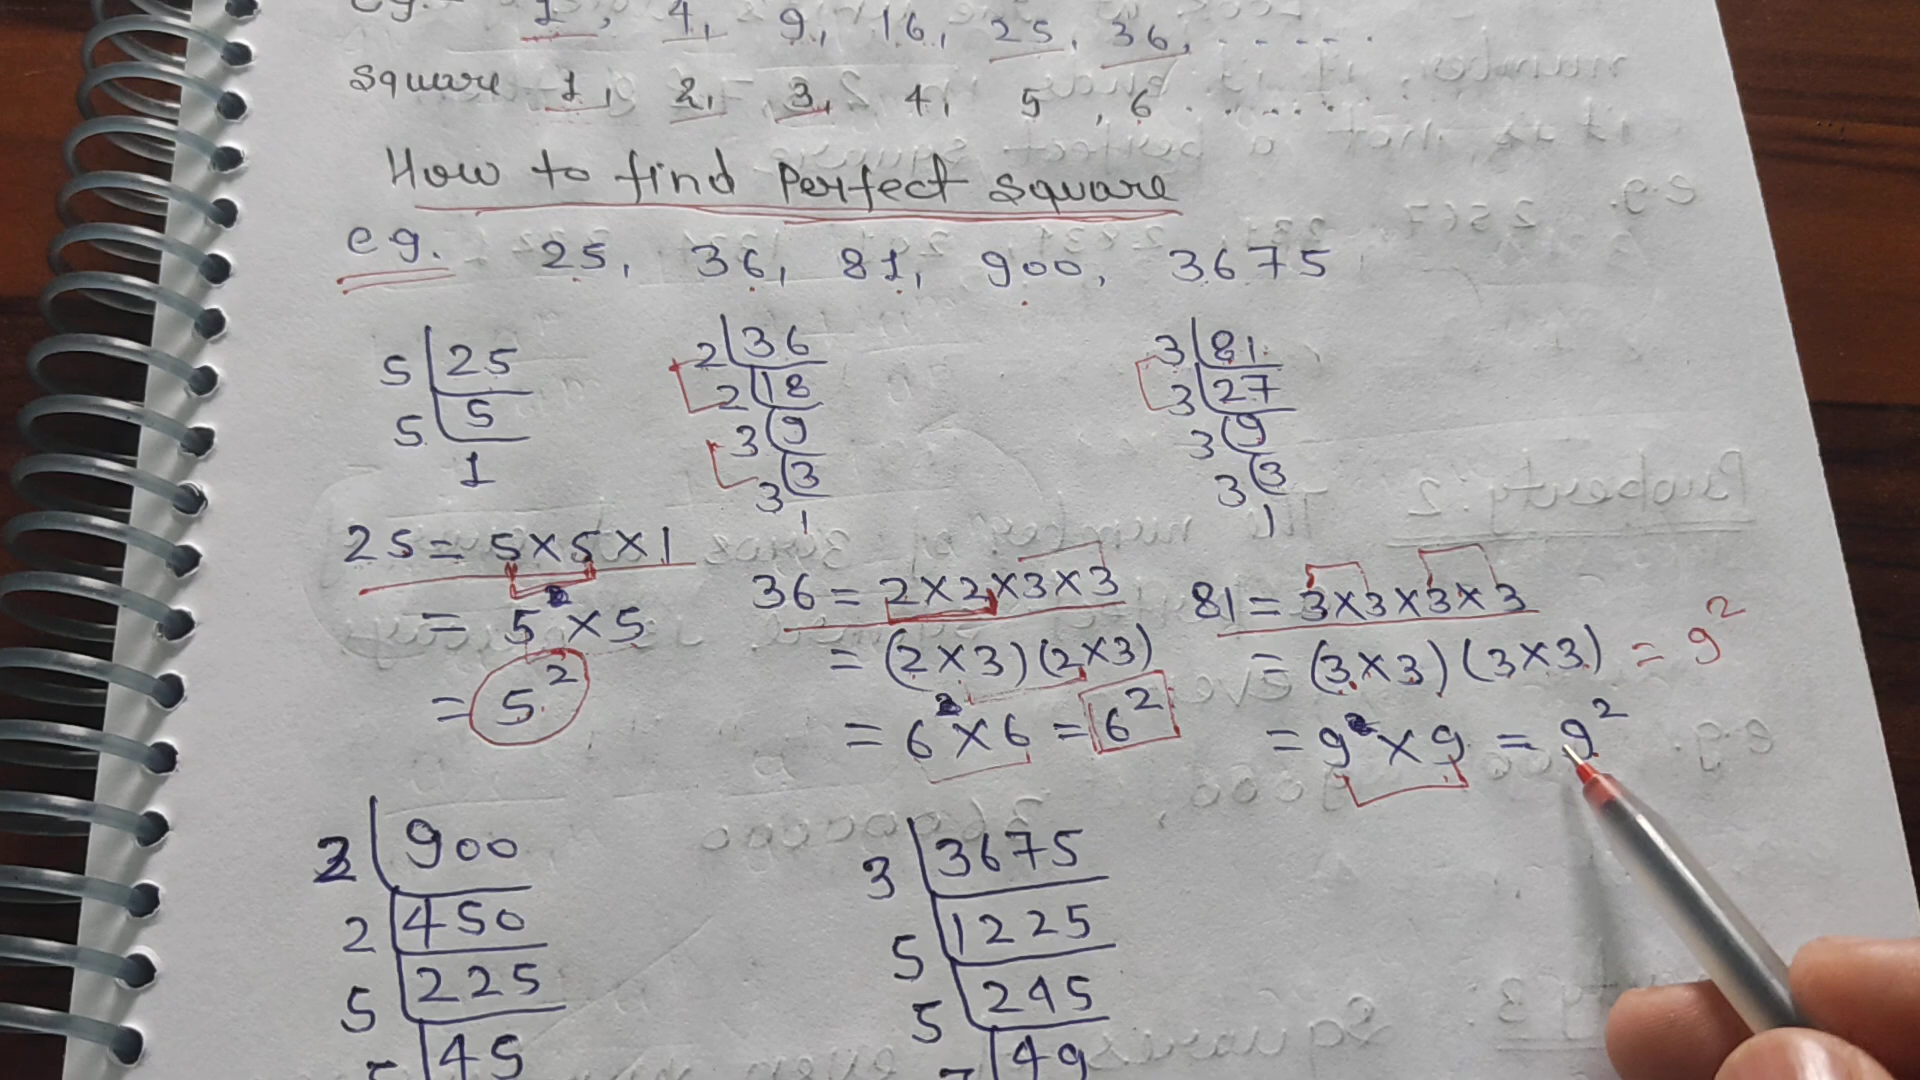 eg. - 1, 4, 9, 16, 25, 36, . . . . .
Square 1, 2, 3, 4, 5, 6 . . . . . .
How to find Perfect Square
eg. 25, 36, 81, 900, 3675
5 | 25
5 | 5
1
2 | 36
2 | 18
3 | 9
3 | 3
1
3 | 81
3 | 27
3 | 9
3 | 3
1
25 = 5 × 5 × 1
= 5 × 5
= 5²
36 = 2 × 2 × 3 × 3
= (2 × 3) (2 × 3)
= 6 × 6 = 6²
81 = 3 × 3 × 3 × 3
= (3 × 3) (3 × 3) = 9²
= 9 × 9 = 9²
2 | 900
2 | 450
5 | 225
| 45
3 | 3675
5 | 1225
5 | 245
| 49